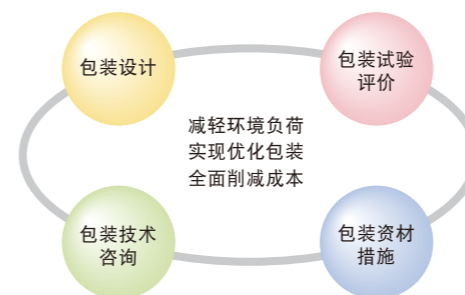 包装设计
包装试验
评价
减轻环境负荷
实现优化包装
全面削减成本
包装技术
咨询
包装资材
措施